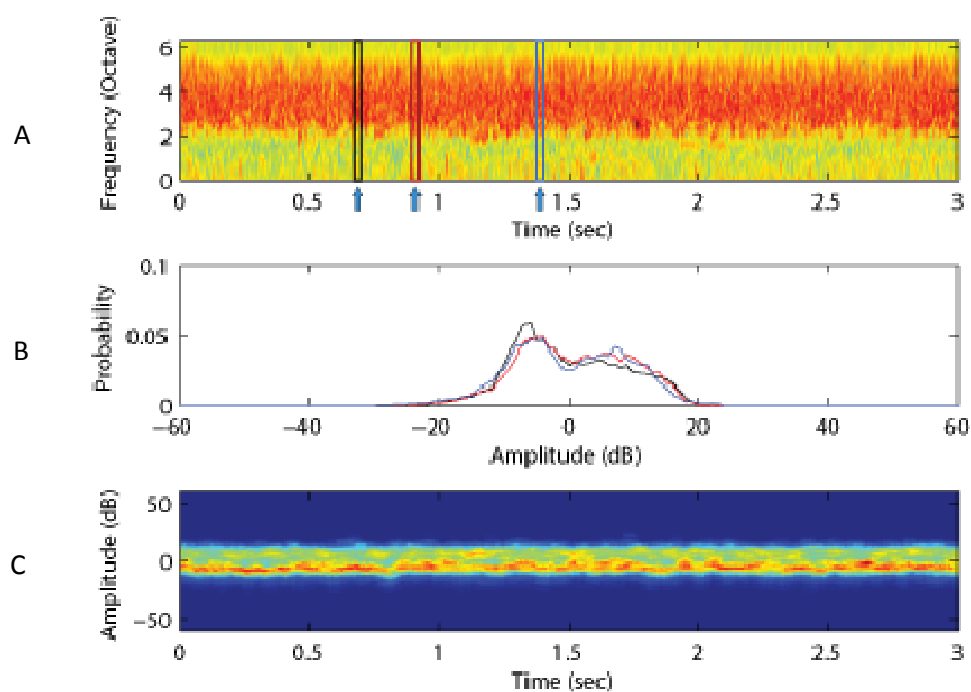 A
Frequency (Octave)
6
4
2
0
0 0.5 1 1.5 2 2.5 3
Time (sec)
B
Probability
0.1
0.05
0
−60 −40 −20 0 20 40 60
Amplitude (dB)
C
Amplitude (dB)
50
0
−50
0 0.5 1 1.5 2 2.5 3
Time (sec)